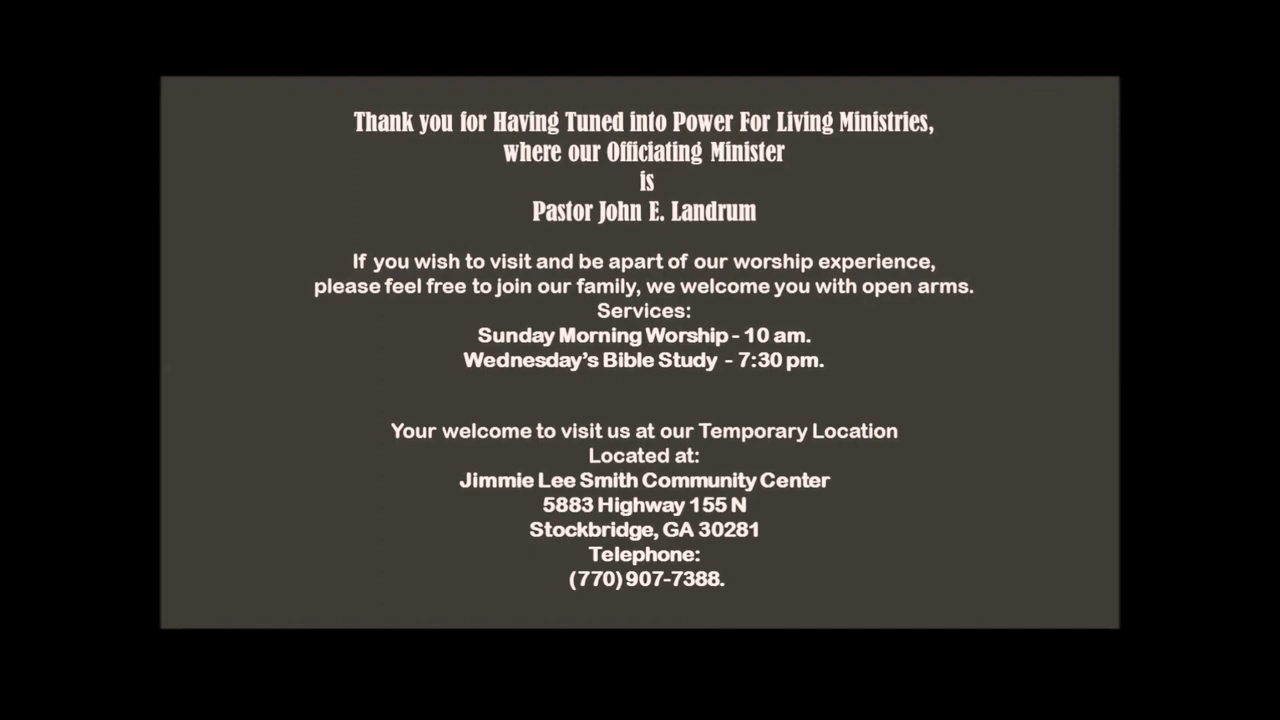 Thank you for Having Tuned into Power For Living Ministries,
where our Officiating Minister
is
Pastor John E. Landrum
If you wish to visit and be apart of our worship experience,
please feel free to join our family, we welcome you with open arms.
Services:
Sunday Morning Worship - 10 am.
Wednesday's Bible Study - 7:30 pm.
Your welcome to visit us at our Temporary Location
Located at:
Jimmie Lee Smith Community Center
5883 Highway 155 N
Stockbridge, GA 30281
Telephone:
(770) 907-7388.